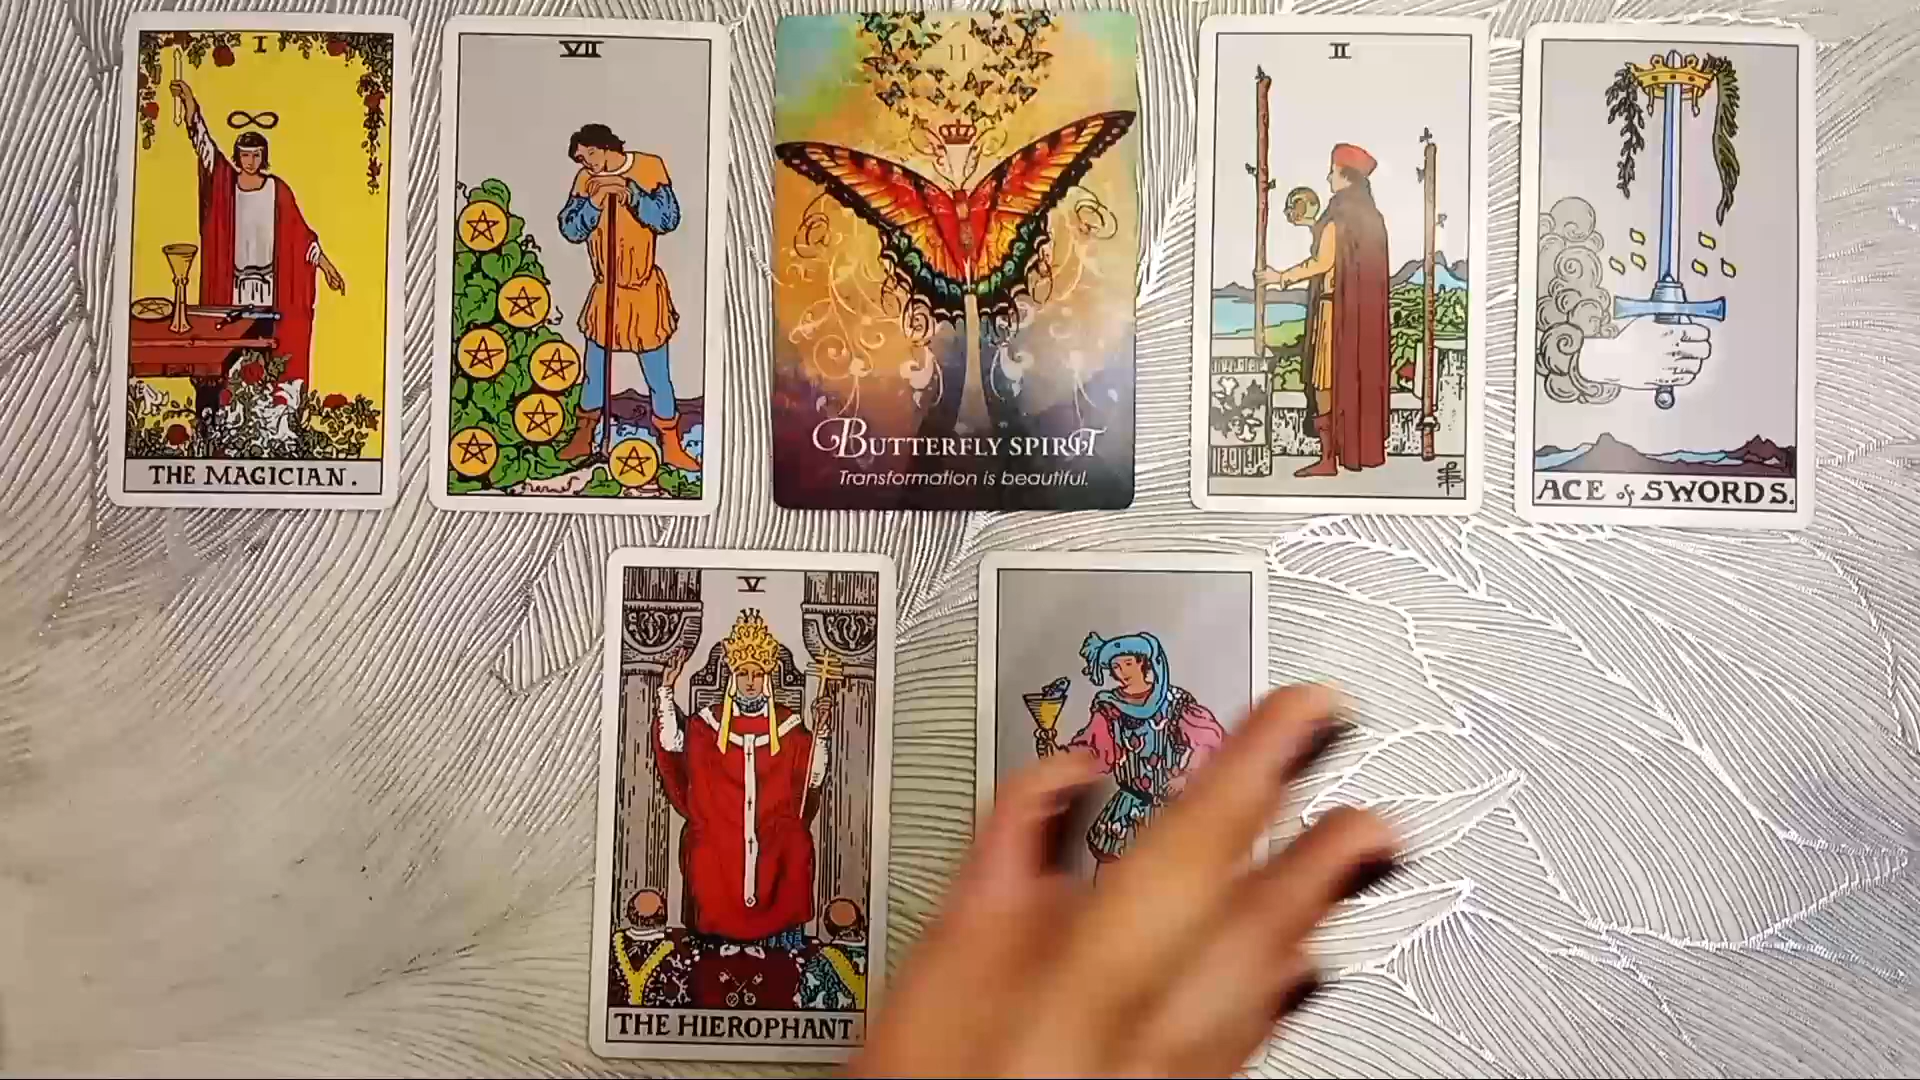 I
VII
11
II
THE MAGICIAN.
BUTTERFLY SPIRIT
Transformation is beautiful.
ACE of SWORDS.
V
THE HIEROPHANT.